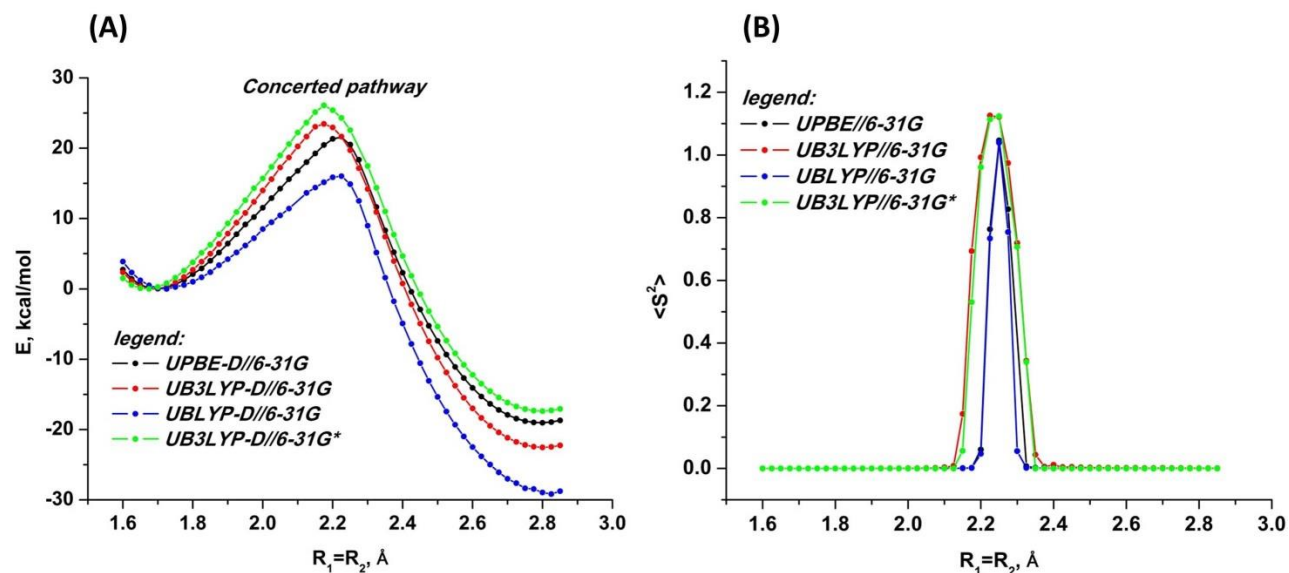 (A)
Concerted pathway
30
20
10
0
-10
-20
-30
E, kcal/mol
legend:
UPBE-D//6-31G
UB3LYP-D//6-31G
UBLYP-D//6-31G
UB3LYP-D//6-31G*
1.6 1.8 2.0 2.2 2.4 2.6 2.8 3.0
R₁=R₂, Å
(B)
1.2
1.0
0.8
0.6
0.4
0.2
0.0
<S²>
legend:
UPBE//6-31G
UB3LYP//6-31G
UBLYP//6-31G
UB3LYP//6-31G*
1.6 1.8 2.0 2.2 2.4 2.6 2.8 3.0
R₁=R₂, Å